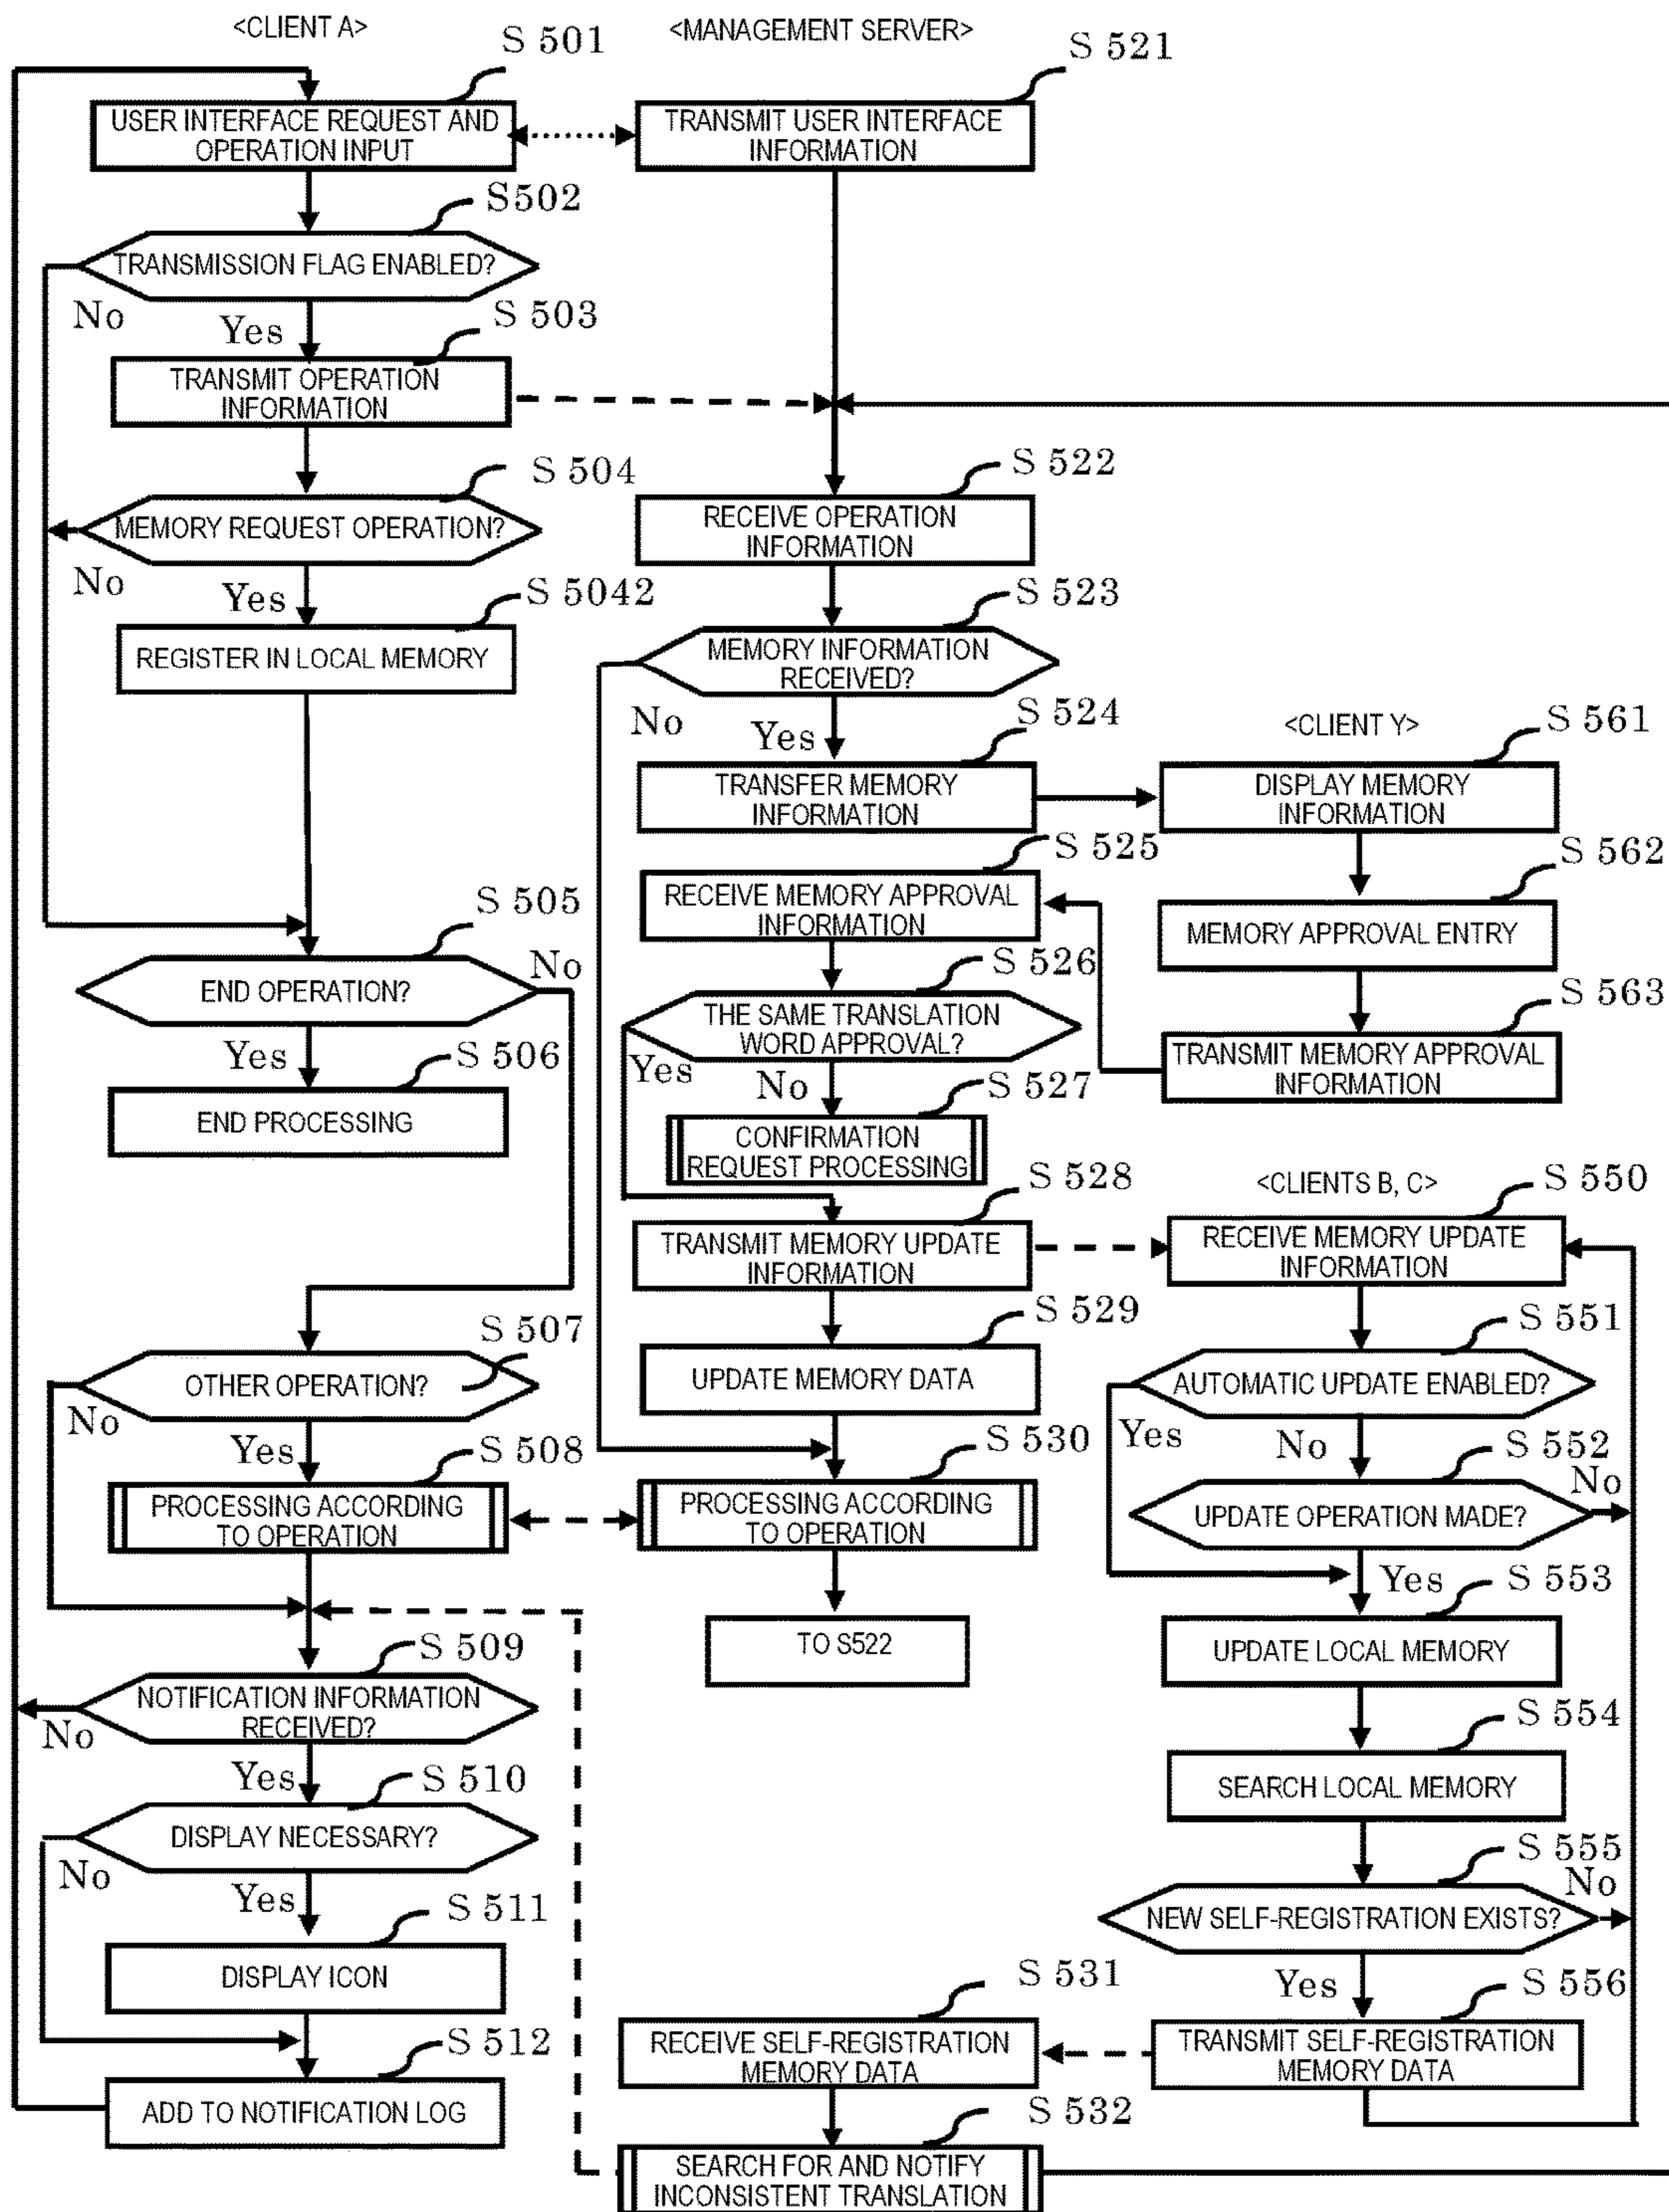 <CLIENT A>
S 501
USER INTERFACE REQUEST AND
OPERATION INPUT
S502
TRANSMISSION FLAG ENABLED?
No
Yes
S 503
TRANSMIT OPERATION
INFORMATION
S 504
MEMORY REQUEST OPERATION?
No
Yes
S 5042
REGISTER IN LOCAL MEMORY
S 505
END OPERATION?
No
Yes
S 506
END PROCESSING
S 507
OTHER OPERATION?
No
Yes
S 508
PROCESSING ACCORDING
TO OPERATION
S 509
NOTIFICATION INFORMATION
RECEIVED?
No
Yes
S 510
DISPLAY NECESSARY?
No
Yes
S 511
DISPLAY ICON
S 512
ADD TO NOTIFICATION LOG
<MANAGEMENT SERVER>
S 521
TRANSMIT USER INTERFACE
INFORMATION
S 522
RECEIVE OPERATION
INFORMATION
S 523
MEMORY INFORMATION
RECEIVED?
No
Yes
S 524
TRANSFER MEMORY
INFORMATION
S 525
RECEIVE MEMORY APPROVAL
INFORMATION
S 526
THE SAME TRANSLATION
WORD APPROVAL?
Yes
No
S 527
CONFIRMATION
REQUEST PROCESSING
S 528
TRANSMIT MEMORY UPDATE
INFORMATION
S 529
UPDATE MEMORY DATA
S 530
PROCESSING ACCORDING
TO OPERATION
TO S522
S 531
RECEIVE SELF-REGISTRATION
MEMORY DATA
S 532
SEARCH FOR AND NOTIFY
INCONSISTENT TRANSLATION
<CLIENT Y>
S 561
DISPLAY MEMORY
INFORMATION
S 562
MEMORY APPROVAL ENTRY
S 563
TRANSMIT MEMORY APPROVAL
INFORMATION
<CLIENTS B, C>
S 550
RECEIVE MEMORY UPDATE
INFORMATION
S 551
AUTOMATIC UPDATE ENABLED?
Yes
No
S 552
No
UPDATE OPERATION MADE?
Yes
S 553
UPDATE LOCAL MEMORY
S 554
SEARCH LOCAL MEMORY
S 555
No
NEW SELF-REGISTRATION EXISTS?
Yes
S 556
TRANSMIT SELF-REGISTRATION
MEMORY DATA